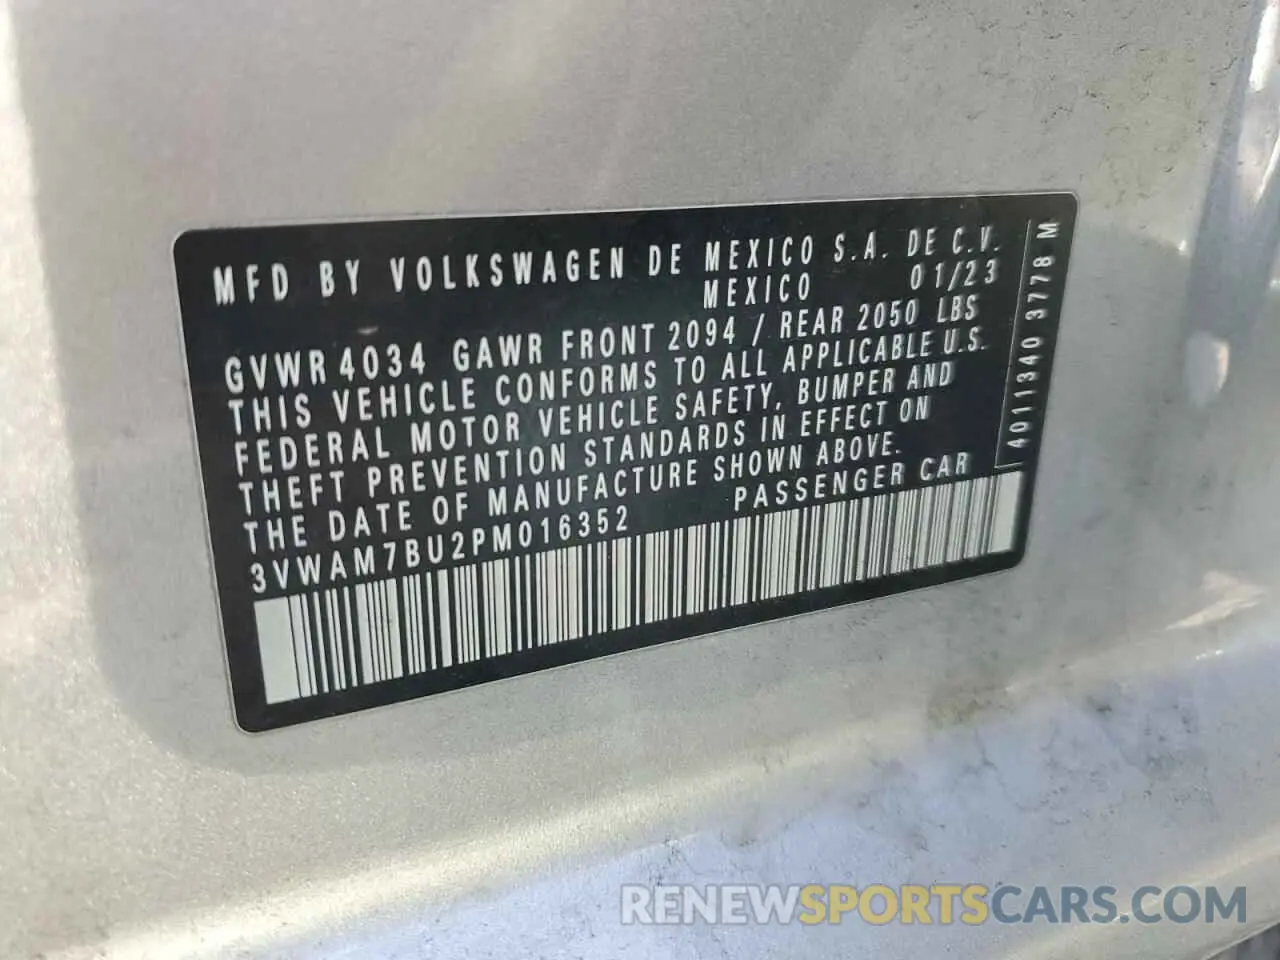 MFD BY VOLKSWAGEN DE MEXICO S.A. DE C.V.
MEXICO 01/23
GVWR 4034 GAWR FRONT 2094 / REAR 2050 LBS
THIS VEHICLE CONFORMS TO ALL APPLICABLE U.S.
FEDERAL MOTOR VEHICLE SAFETY, BUMPER AND
THEFT PREVENTION STANDARDS IN EFFECT ON
THE DATE OF MANUFACTURE SHOWN ABOVE.
3VWAM7BU2PM016352 PASSENGER CAR
4011340 3778 M
RENEWSPORTSCARS.COM